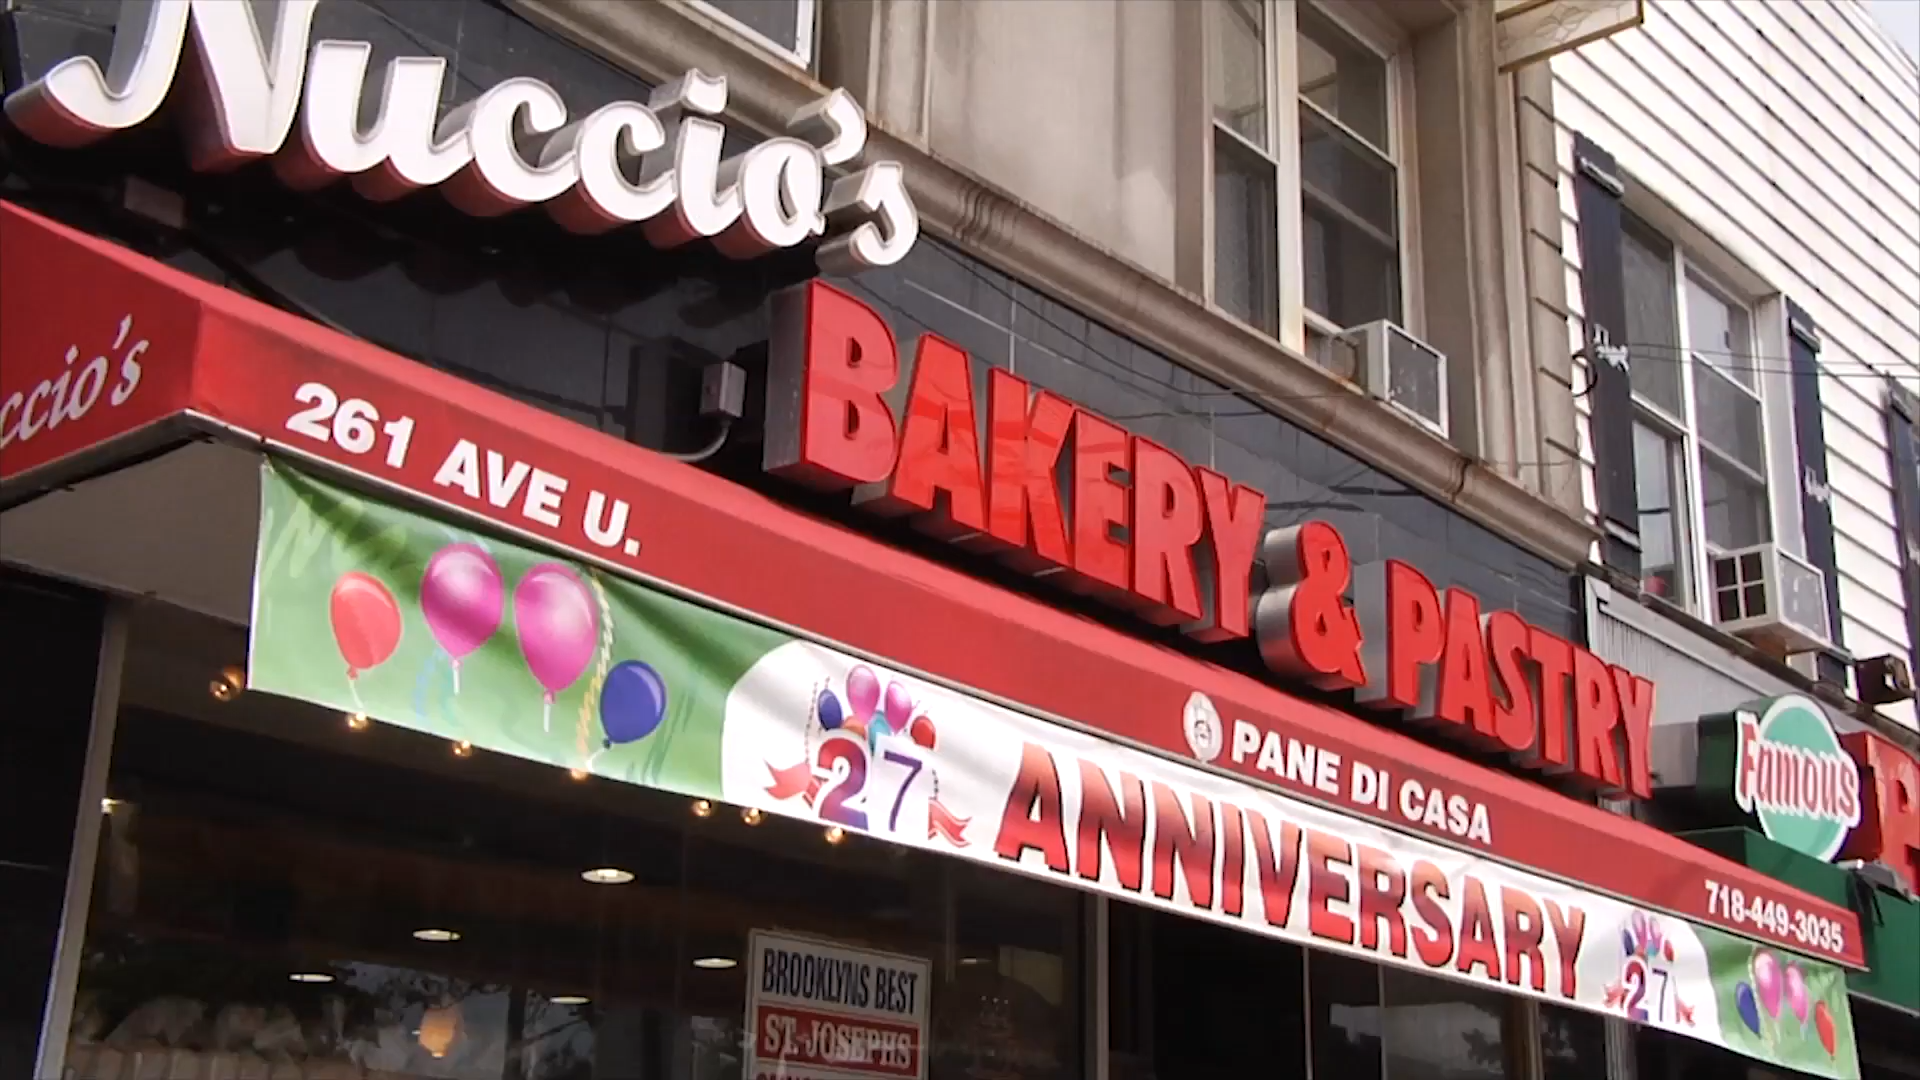 Nuccio's
BAKERY & PASTRY
ccio's
261 AVE U.
PANE DI CASA
718-449-3035
27 ANNIVERSARY 27
BROOKLYNS BEST
ST. JOSEPHS
Famous